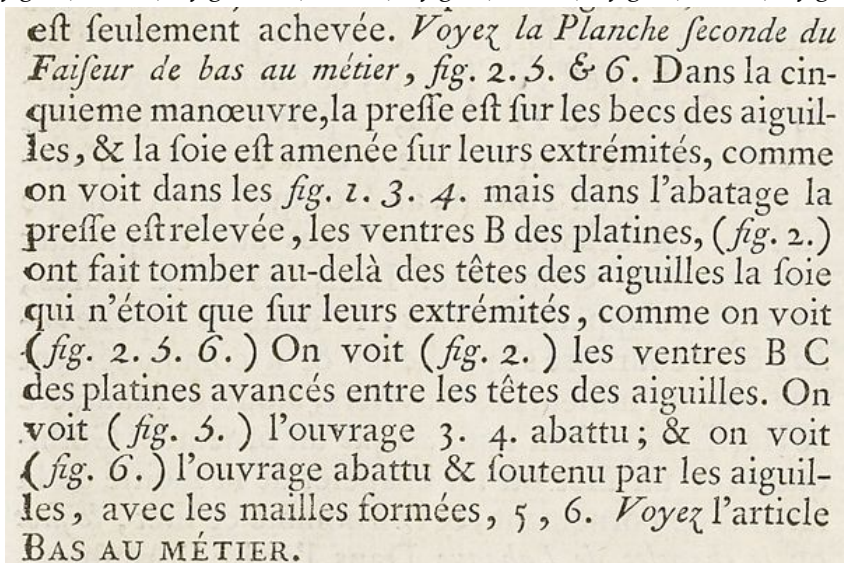 eſt ſeulement achevée. Voyez la Planche ſeconde du
Faiſeur de bas au métier, fig. 2. 5. & 6. Dans la cin-
quieme manœuvre, la preſſe eſt ſur les becs des aiguil-
les, & la ſoie eſt amenée ſur leurs extrémités, comme
on voit dans les fig. 1. 3. 4. mais dans l'abatage la
preſſe eſt relevée, les ventres B des platines, (fig. 2.)
ont fait tomber au-delà des têtes des aiguilles la ſoie
qui n'étoit que ſur leurs extrémités, comme on voit
(fig. 2. 5. 6.) On voit (fig. 2.) les ventres B C
des platines avancés entre les têtes des aiguilles. On
voit (fig. 5.) l'ouvrage 3. 4. abattu; & on voit
(fig. 6.) l'ouvrage abattu & ſoutenu par les aiguil-
les, avec les mailles formées, 5, 6. Voyez l'article
BAS AU MÉTIER.